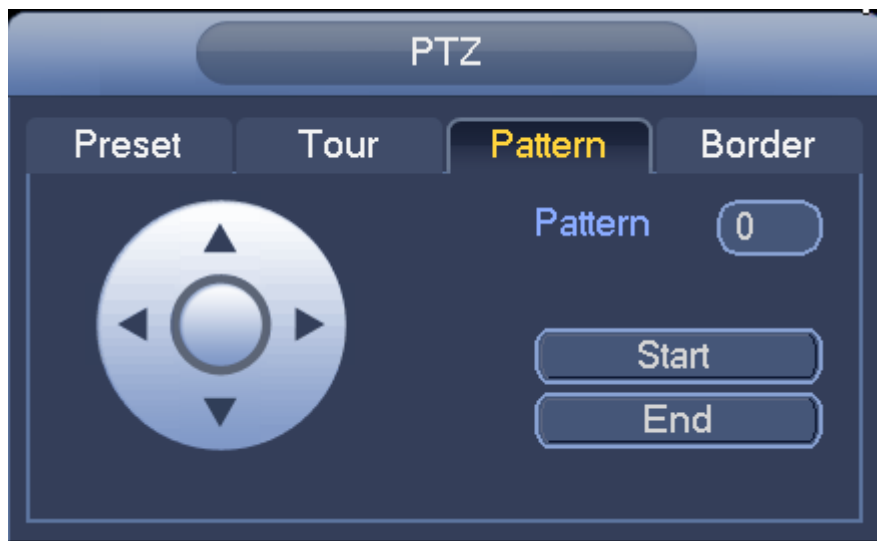 PTZ
Preset Tour Pattern Border
Pattern 0
Start
End